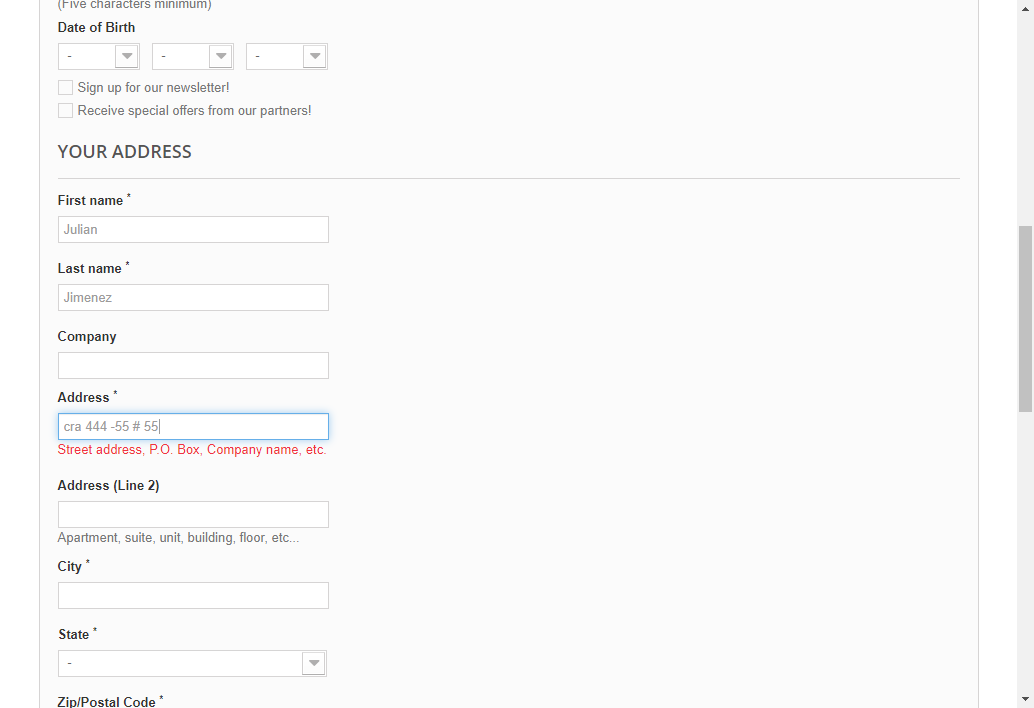 (Five characters minimum)
Date of Birth
- - -
Sign up for our newsletter!
Receive special offers from our partners!
YOUR ADDRESS
First name *
Julian
Last name *
Jimenez
Company
Address *
cra 444 -55 # 55
Street address, P.O. Box, Company name, etc.
Address (Line 2)
Apartment, suite, unit, building, floor, etc...
City *
State *
-
Zip/Postal Code *